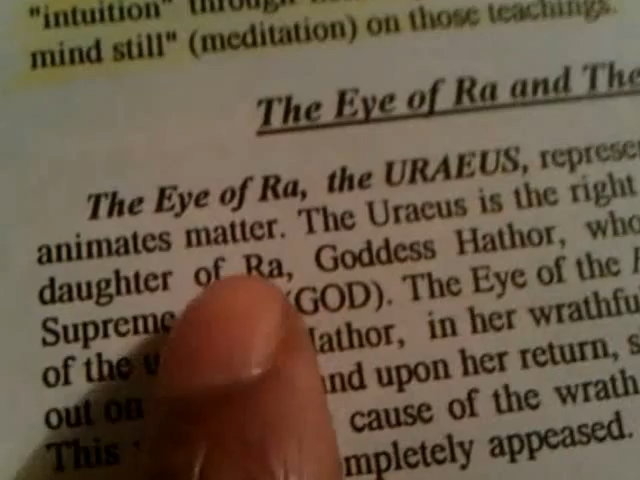 "intuition" through
mind still" (meditation) on those teachings.
The Eye of Ra and The
The Eye of Ra, the URAEUS, represe
animates matter. The Uraeus is the right
daughter of Ra, Goddess Hathor, who
Supreme (GOD). The Eye of the
of the Hathor, in her wrathfu
out on and upon her return, s
This cause of the wrath
mpletely appeased.